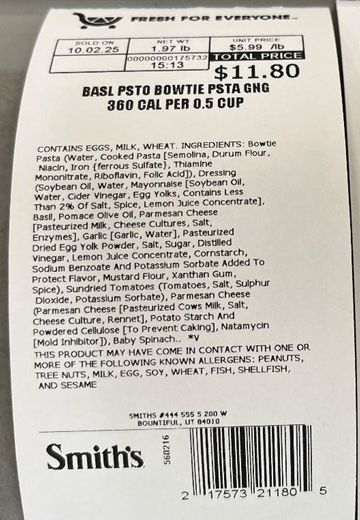 FRESH FOR EVERYONE™
SOLD ON NET WT UNIT PRICE
10.02.25 1.97 lb $5.99 /lb
0000000175732 TOTAL PRICE
15:13 $11.80
BASL PSTO BOWTIE PSTA GNG
360 CAL PER 0.5 CUP
CONTAINS EGGS, MILK, WHEAT. INGREDIENTS: Bowtie
Pasta (Water, Cooked Pasta [Semolina, Durum Flour,
Niacin, Iron {ferrous Sulfate}, Thiamine
Mononitrate, Riboflavin, Folic Acid]), Dressing
(Soybean Oil, Water, Mayonnaise [Soybean Oil,
Water, Cider Vinegar, Egg Yolks, Contains Less
Than 2% Of Salt, Spice, Lemon Juice Concentrate],
Basil, Pomace Olive Oil, Parmesan Cheese
[Pasteurized Milk, Cheese Cultures, Salt,
Enzymes], Garlic [Garlic, Water], Pasteurized
Dried Egg Yolk Powder, Salt, Sugar, Distilled
Vinegar, Lemon Juice Concentrate, Cornstarch,
Sodium Benzoate And Potassium Sorbate Added To
Protect Flavor, Mustard Flour, Xanthan Gum,
Spice), Sundried Tomatoes (Tomatoes, Salt, Sulphur
Dioxide, Potassium Sorbate), Parmesan Cheese
(Parmesan Cheese [Pasteurized Cows Milk, Salt,
Cheese Culture, Rennet], Potato Starch And
Powdered Cellulose [To Prevent Caking], Natamycin
[Mold Inhibitor]), Baby Spinach.. *V
THIS PRODUCT MAY HAVE COME IN CONTACT WITH ONE OR
MORE OF THE FOLLOWING KNOWN ALLERGENS: PEANUTS,
TREE NUTS, MILK, EGG, SOY, WHEAT, FISH, SHELLFISH,
AND SESAME
SMITHS #444 555 S 200 W
BOUNTIFUL, UT 84010
Smith's
560216
2 17573 21180 5